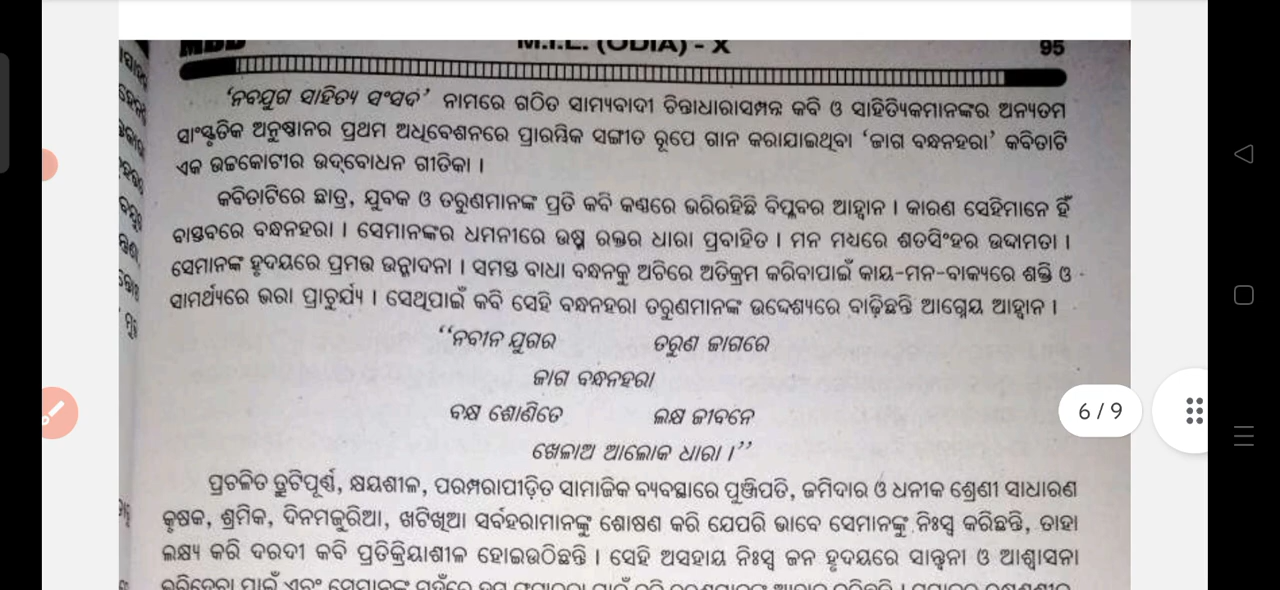 M.I.L. (ODIA) - X
95
‘ନବଯୁଗ ସାହିତ୍ୟ ସଂସଦ’ ନାମରେ ଗଠିତ ସାମ୍ୟବାଦୀ ଚିନ୍ତାଧାରାସମ୍ପନ୍ନ କବି ଓ ସାହିତ୍ୟିକମାନଙ୍କର ଅନ୍ୟତମ
ସାଂସ୍କୃତିକ ଅନୁଷ୍ଠାନର ପ୍ରଥମ ଅଧିବେଶନରେ ପ୍ରାରମ୍ଭିକ ସଙ୍ଗୀତ ରୂପେ ଗାନ କରାଯାଇଥିବା ‘ଜାଗ ବନ୍ଧନହରା’ କବିତାଟି
ଏକ ଉଚ୍ଚକୋଟୀର ଉଦ୍‌ବୋଧନ ଗୀତିକା ।
କବିତାଟିରେ ଛାତ୍ର, ଯୁବକ ଓ ତରୁଣମାନଙ୍କ ପ୍ରତି କବି କଣ୍ଠରେ ଭରିରହିଛି ବିପ୍ଳବର ଆହ୍ୱାନ । କାରଣ ସେହିମାନେ ହିଁ
ବାସ୍ତବରେ ବନ୍ଧନହରା । ସେମାନଙ୍କର ଧମନୀରେ ଉଷ୍ଣ ରକ୍ତର ଧାରା ପ୍ରବାହିତ । ମନ ମଧ୍ୟରେ ଶତସିଂହର ଉଦ୍ଦାମତା ।
ସେମାନଙ୍କ ହୃଦୟରେ ପ୍ରମତ୍ତ ଉନ୍ମାଦନା । ସମସ୍ତ ବାଧା ବନ୍ଧନକୁ ଅଚିରେ ଅତିକ୍ରମ କରିବାପାଇଁ କାୟ-ମନ-ବାକ୍ୟରେ ଶକ୍ତି ଓ
ସାମର୍ଥ୍ୟରେ ଭରା ପ୍ରାଚୁର୍ଯ୍ୟ । ସେଥିପାଇଁ କବି ସେହି ବନ୍ଧନହରା ତରୁଣମାନଙ୍କ ଉଦ୍ଦେଶ୍ୟରେ ବାଢ଼ିଛନ୍ତି ଆଗ୍ନେୟ ଆହ୍ୱାନ ।
‘‘ନବୀନ ଯୁଗର ତରୁଣ ଜାଗରେ
ଜାଗ ବନ୍ଧନହରା
ବକ୍ଷ ଶୋଣିତେ ଲକ୍ଷ ଜୀବନେ
ଖେଳାଅ ଆଲୋକ ଧାରା ।’’
6 / 9
ପ୍ରଚଳିତ ତ୍ରୁଟିପୂର୍ଣ୍ଣ, କ୍ଷୟଶୀଳ, ପରମ୍ପରାପୀଡ଼ିତ ସାମାଜିକ ବ୍ୟବସ୍ଥାରେ ପୁଞ୍ଜିପତି, ଜମିଦାର ଓ ଧନୀକ ଶ୍ରେଣୀ ସାଧାରଣ
କୃଷକ, ଶ୍ରମିକ, ଦିନମଜୁରିଆ, ଖଟିଖିଆ ସର୍ବହରାମାନଙ୍କୁ ଶୋଷଣ କରି ଯେପରି ଭାବେ ସେମାନଙ୍କୁ ନିଃସ୍ୱ କରିଛନ୍ତି, ତାହା
ଲକ୍ଷ୍ୟ କରି ଦରଦୀ କବି ପ୍ରତିକ୍ରିୟାଶୀଳ ହୋଇଉଠିଛନ୍ତି । ସେହି ଅସହାୟ ନିଃସ୍ୱ ଜନ ହୃଦୟରେ ସାନ୍ତ୍ୱନା ଓ ଆଶ୍ୱାସନା